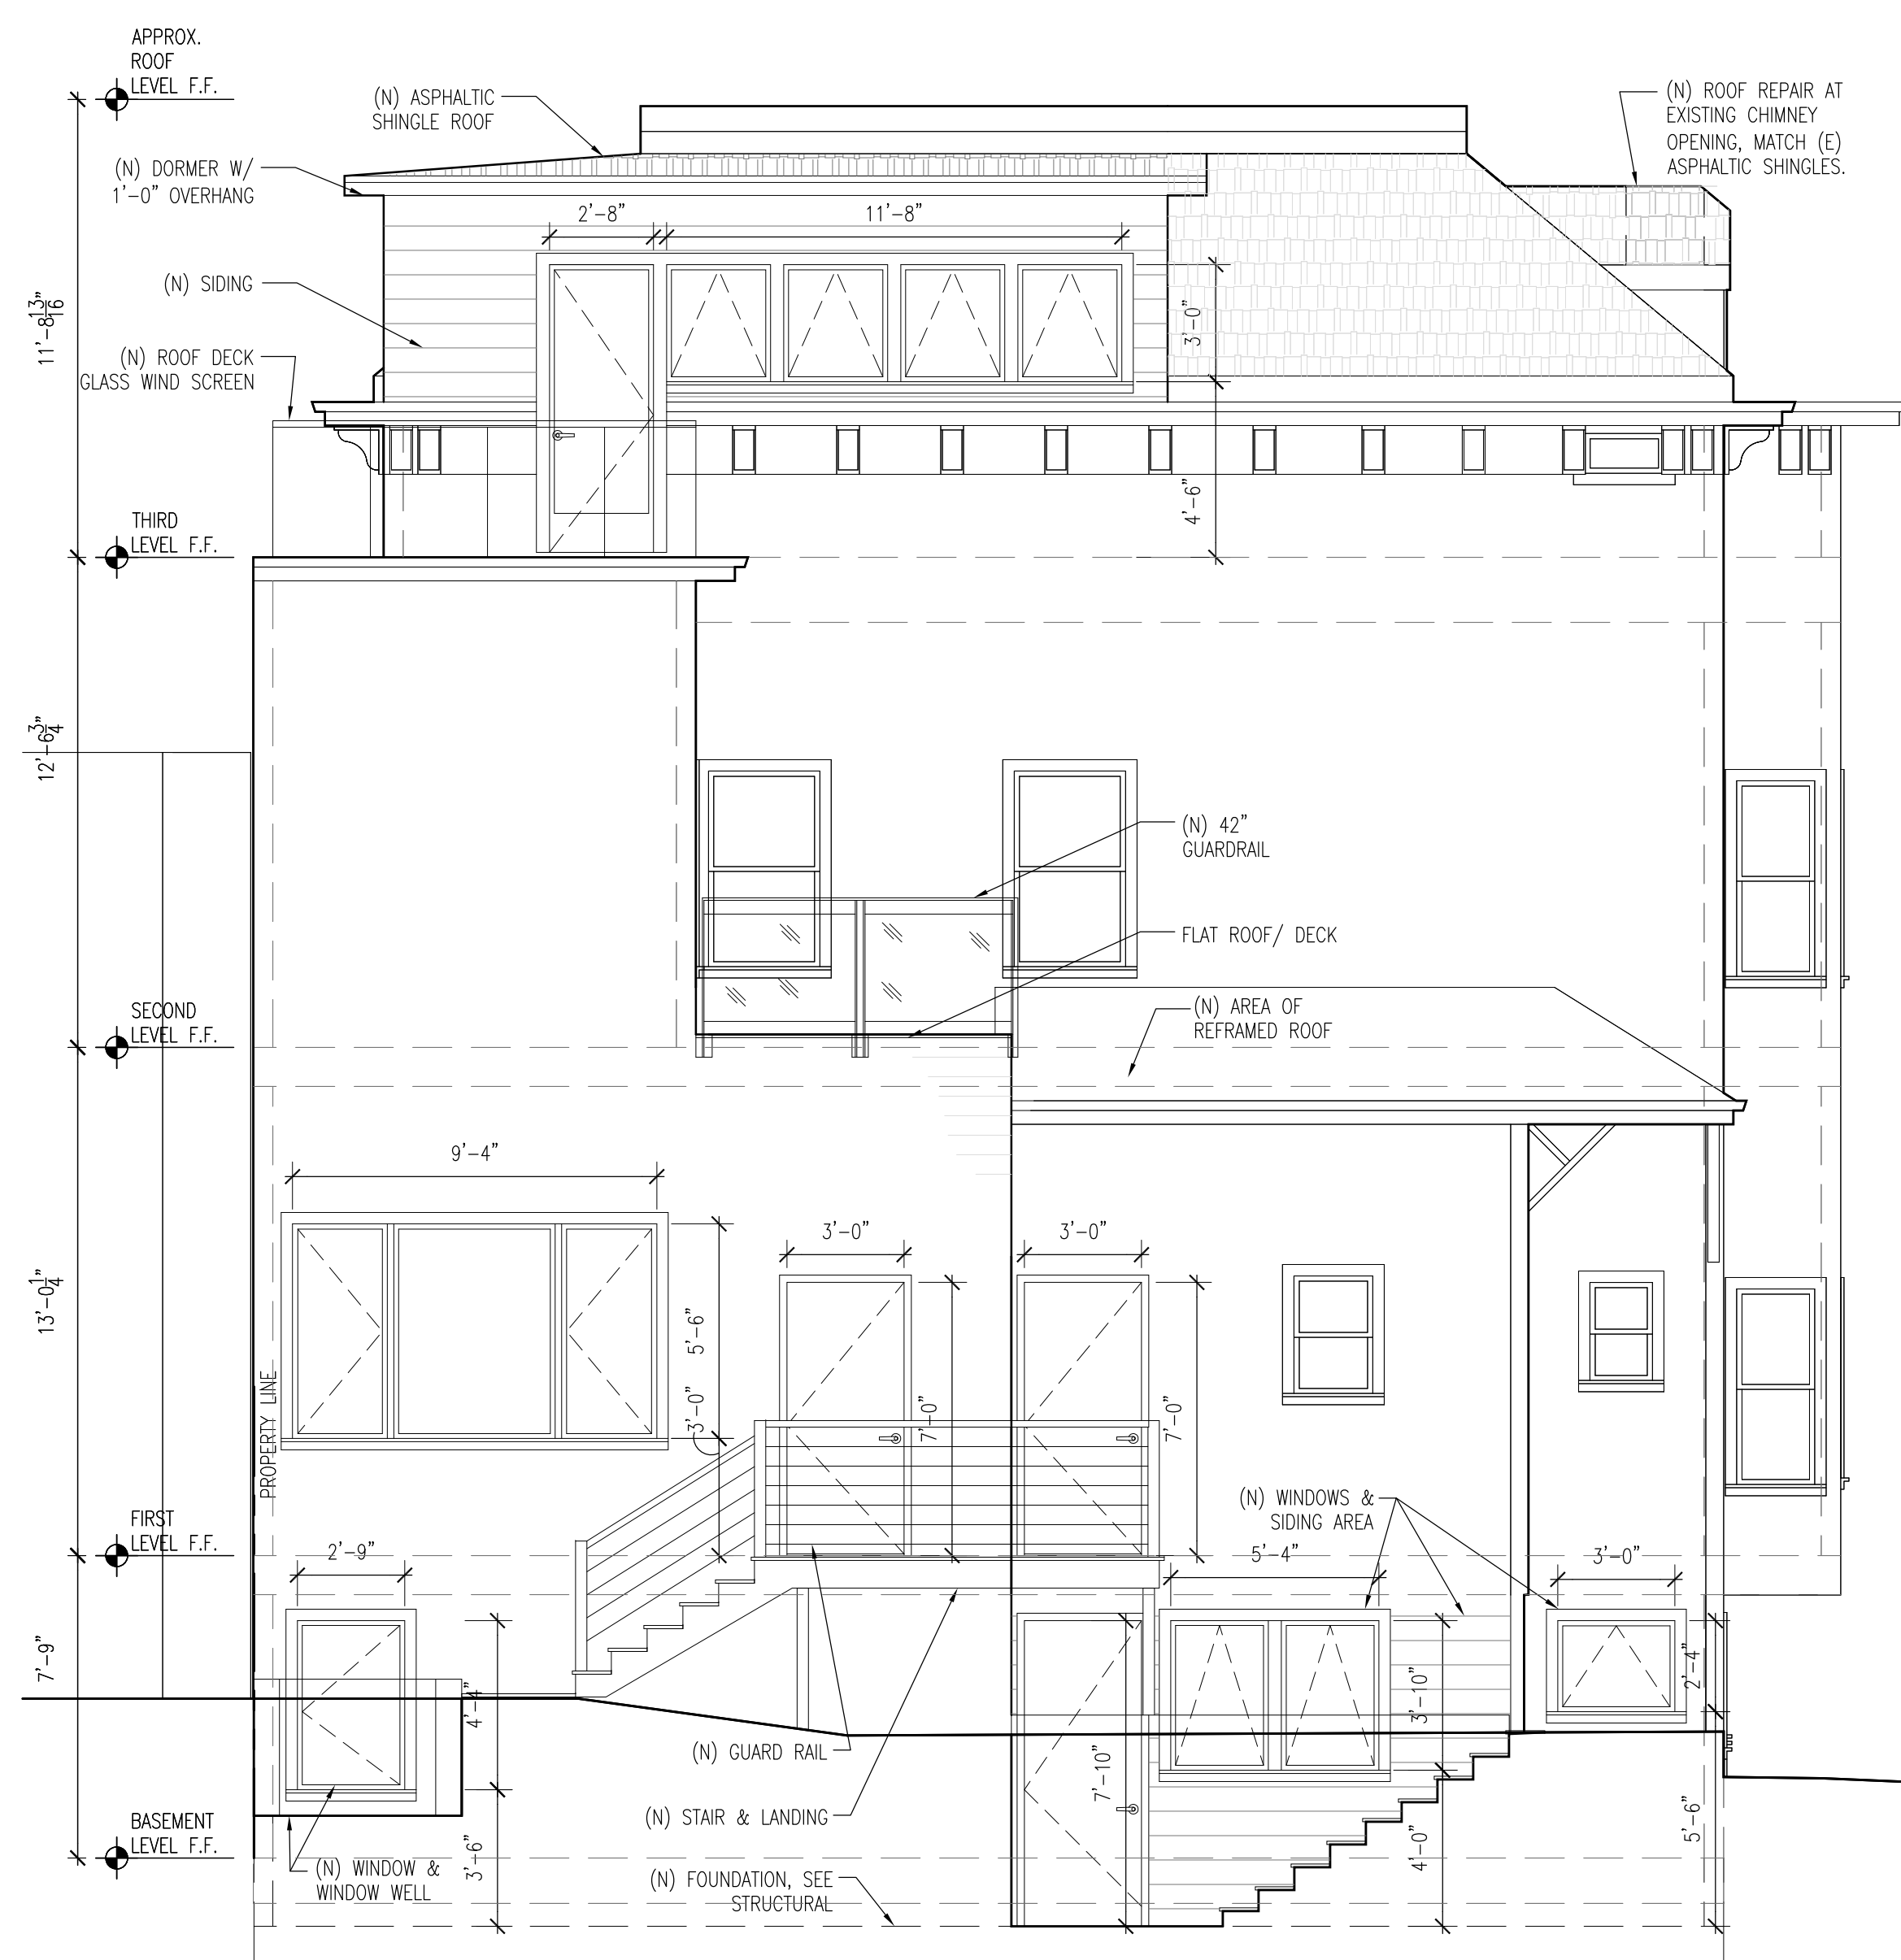 APPROX.
ROOF
LEVEL F.F.
(N) ASPHALTIC
SHINGLE ROOF
(N) ROOF REPAIR AT
EXISTING CHIMNEY
OPENING, MATCH (E)
ASPHALTIC SHINGLES.
(N) DORMER W/
1'-0" OVERHANG
2'-8"
11'-8"
(N) SIDING
11'-8 13/16"
3'-0"
(N) ROOF DECK
GLASS WIND SCREEN
4'-6"
THIRD
LEVEL F.F.
12'-6 3/4"
(N) 42"
GUARDRAIL
FLAT ROOF/ DECK
SECOND
LEVEL F.F.
(N) AREA OF
REFRAMED ROOF
9'-4"
3'-0"
3'-0"
13'-0 1/4"
5'-6"
3'-0"
7'-0"
7'-0"
PROPERTY LINE
(N) WINDOWS &
SIDING AREA
FIRST
LEVEL F.F.
2'-9"
5'-4"
3'-0"
7'-9"
4'-4"
3'-10"
2'-4"
(N) GUARD RAIL
7'-10"
(N) STAIR & LANDING
BASEMENT
LEVEL F.F.
3'-6"
4'-0"
5'-6"
(N) WINDOW &
WINDOW WELL
(N) FOUNDATION, SEE
STRUCTURAL